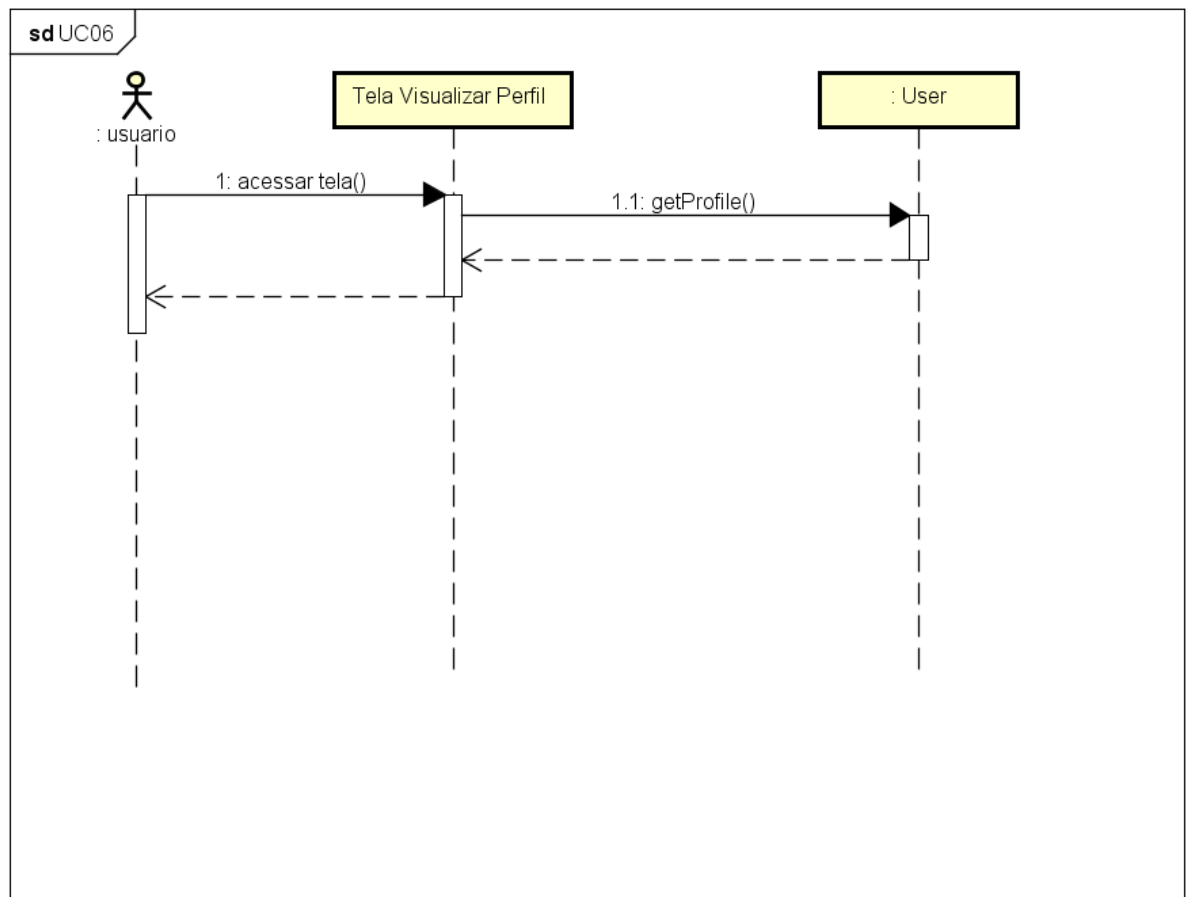 sd UC06
: usuario
Tela Visualizar Perfil
: User
1: acessar tela()
1.1: getProfile()